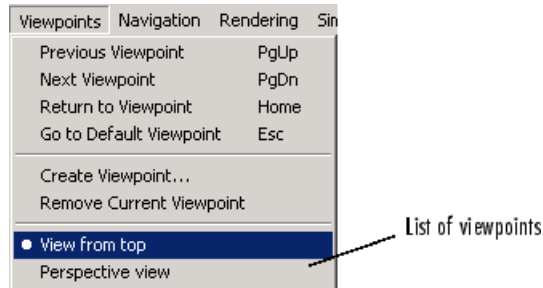 Viewpoints Navigation Rendering Sin
Previous Viewpoint PgUp
Next Viewpoint PgDn
Return to Viewpoint Home
Go to Default Viewpoint Esc
Create Viewpoint...
Remove Current Viewpoint
View from top
Perspective view
List of viewpoints